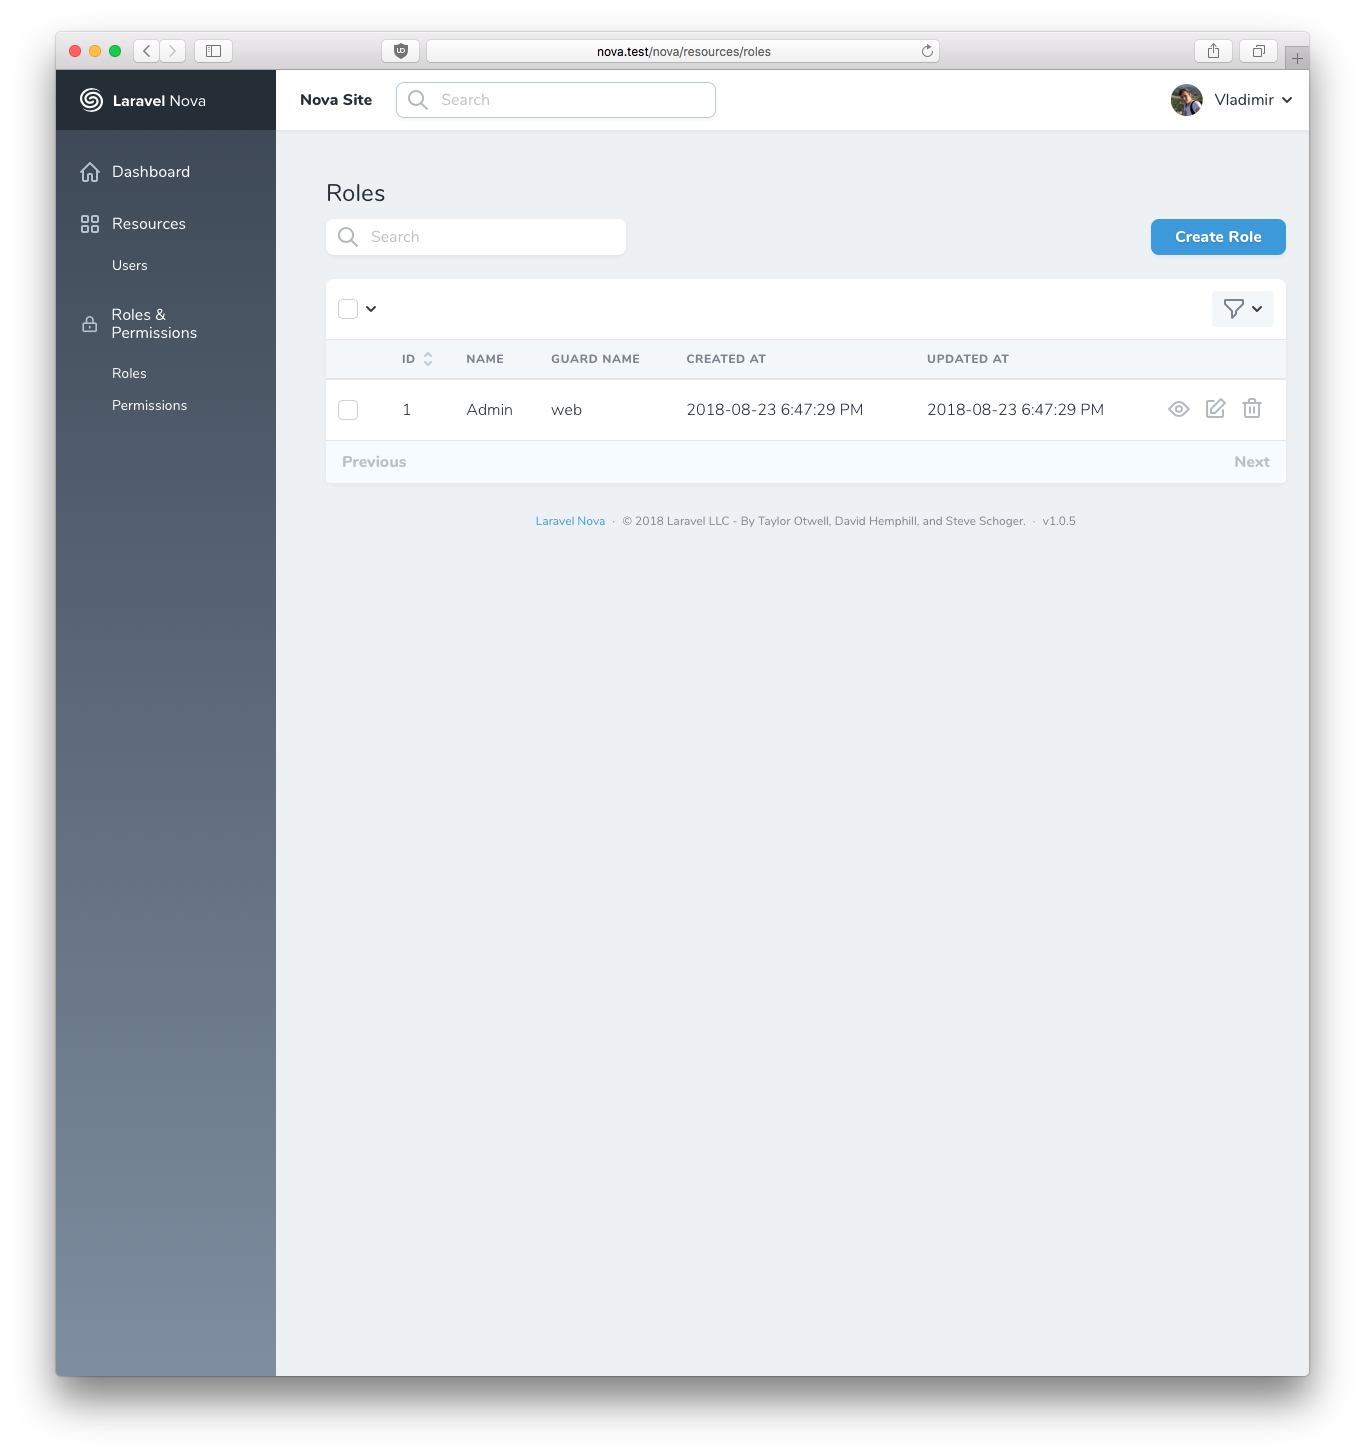 nova.test/nova/resources/roles
Laravel Nova
Nova Site
Search
Vladimir
Dashboard
Resources
Users
Roles &
Permissions
Roles
Permissions
Roles
Search
Create Role
ID NAME GUARD NAME CREATED AT UPDATED AT
1 Admin web 2018-08-23 6:47:29 PM 2018-08-23 6:47:29 PM
Previous Next
Laravel Nova · © 2018 Laravel LLC - By Taylor Otwell, David Hemphill, and Steve Schoger. · v1.0.5